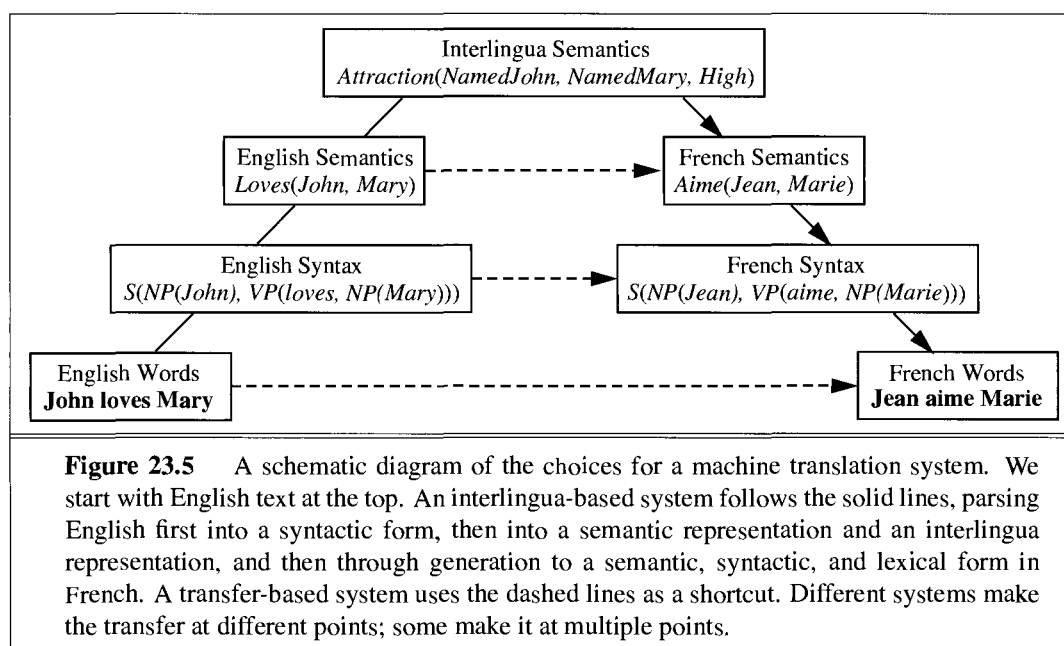 Interlingua Semantics
Attraction(NamedJohn, NamedMary, High)
English Semantics
Loves(John, Mary)
French Semantics
Aime(Jean, Marie)
English Syntax
S(NP(John), VP(loves, NP(Mary)))
French Syntax
S(NP(Jean), VP(aime, NP(Marie)))
English Words
John loves Mary
French Words
Jean aime Marie
Figure 23.5 A schematic diagram of the choices for a machine translation system. We
start with English text at the top. An interlingua-based system follows the solid lines, parsing
English first into a syntactic form, then into a semantic representation and an interlingua
representation, and then through generation to a semantic, syntactic, and lexical form in
French. A transfer-based system uses the dashed lines as a shortcut. Different systems make
the transfer at different points; some make it at multiple points.